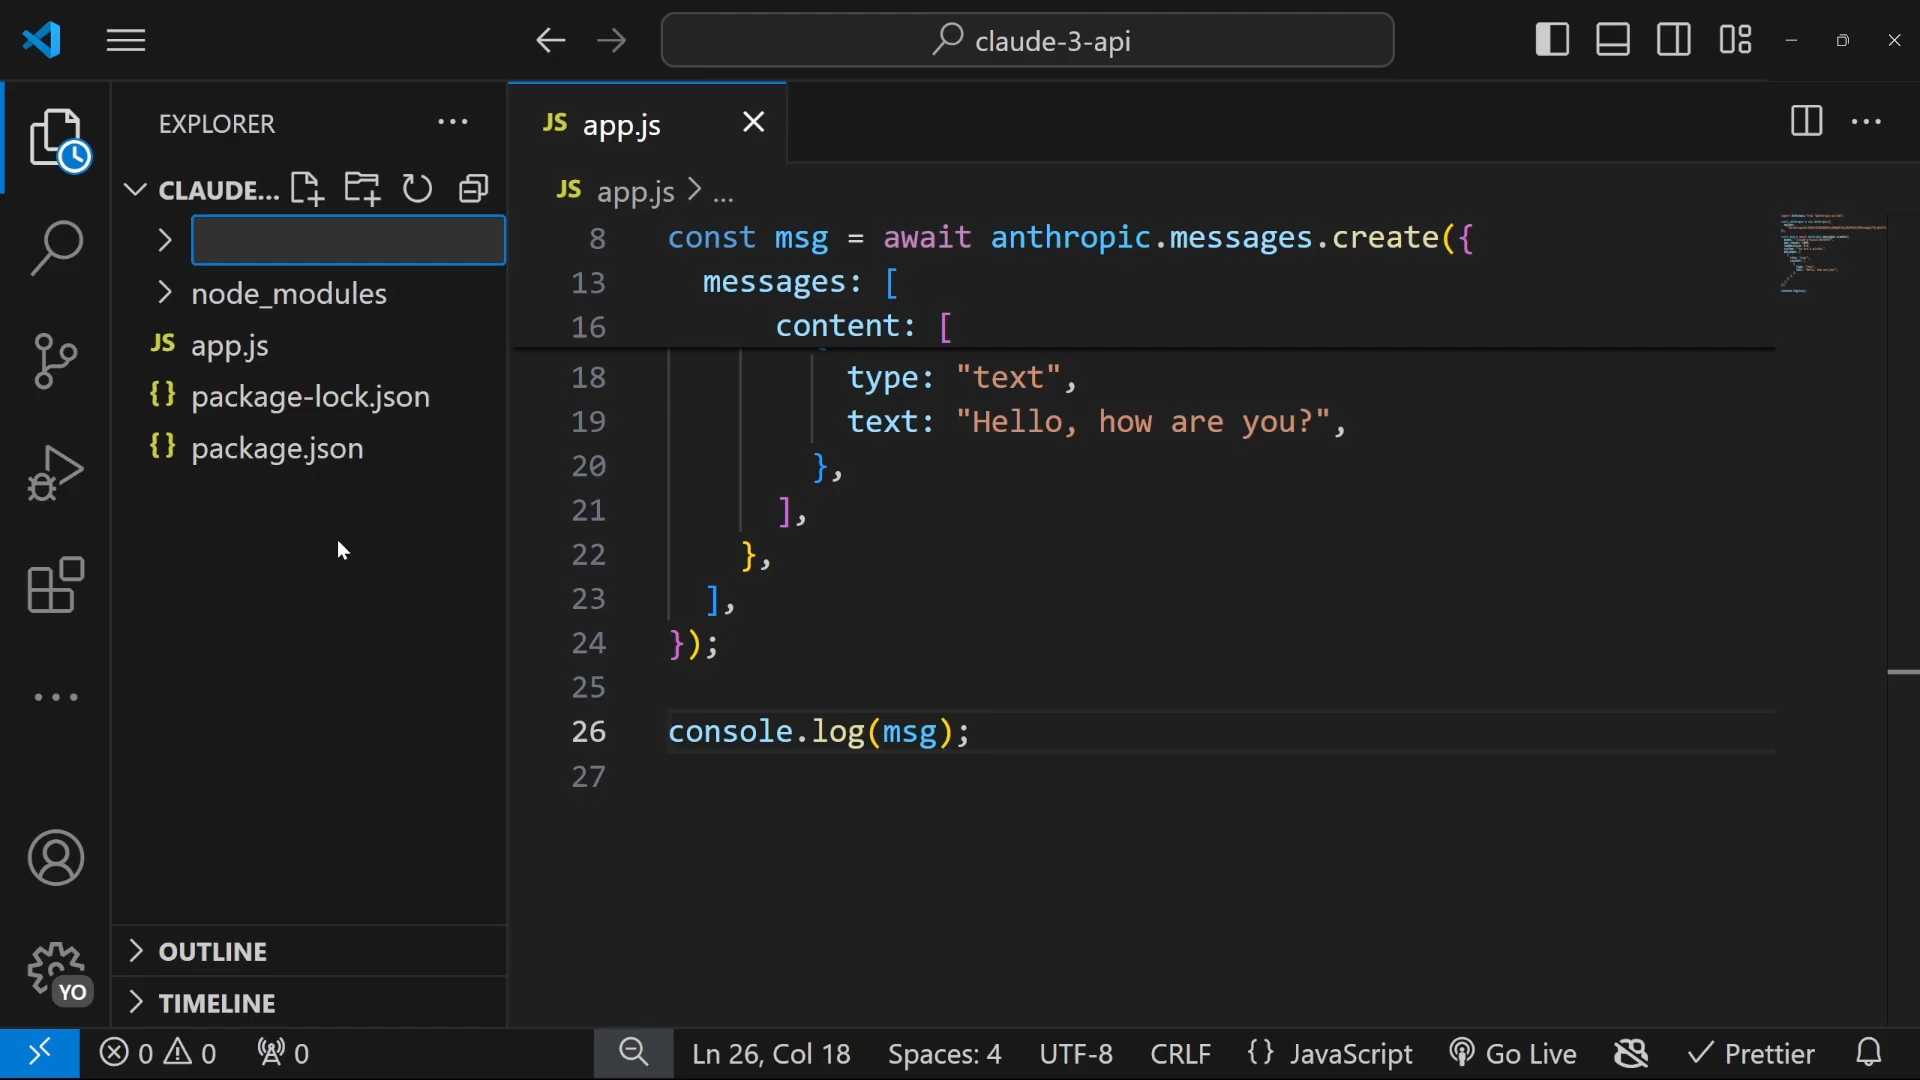 claude-3-api
EXPLORER
CLAUDE...
node_modules
JS app.js
{} package-lock.json
{} package.json
OUTLINE
TIMELINE
YO
JS app.js
JS app.js > ...
8 const msg = await anthropic.messages.create({
13 messages: [
16 content: [
18 type: "text",
19 text: "Hello, how are you?",
20 },
21 ],
22 },
23 ],
24 });
25
26 console.log(msg);
27
0 0 0 Ln 26, Col 18 Spaces: 4 UTF-8 CRLF {} JavaScript Go Live Prettier